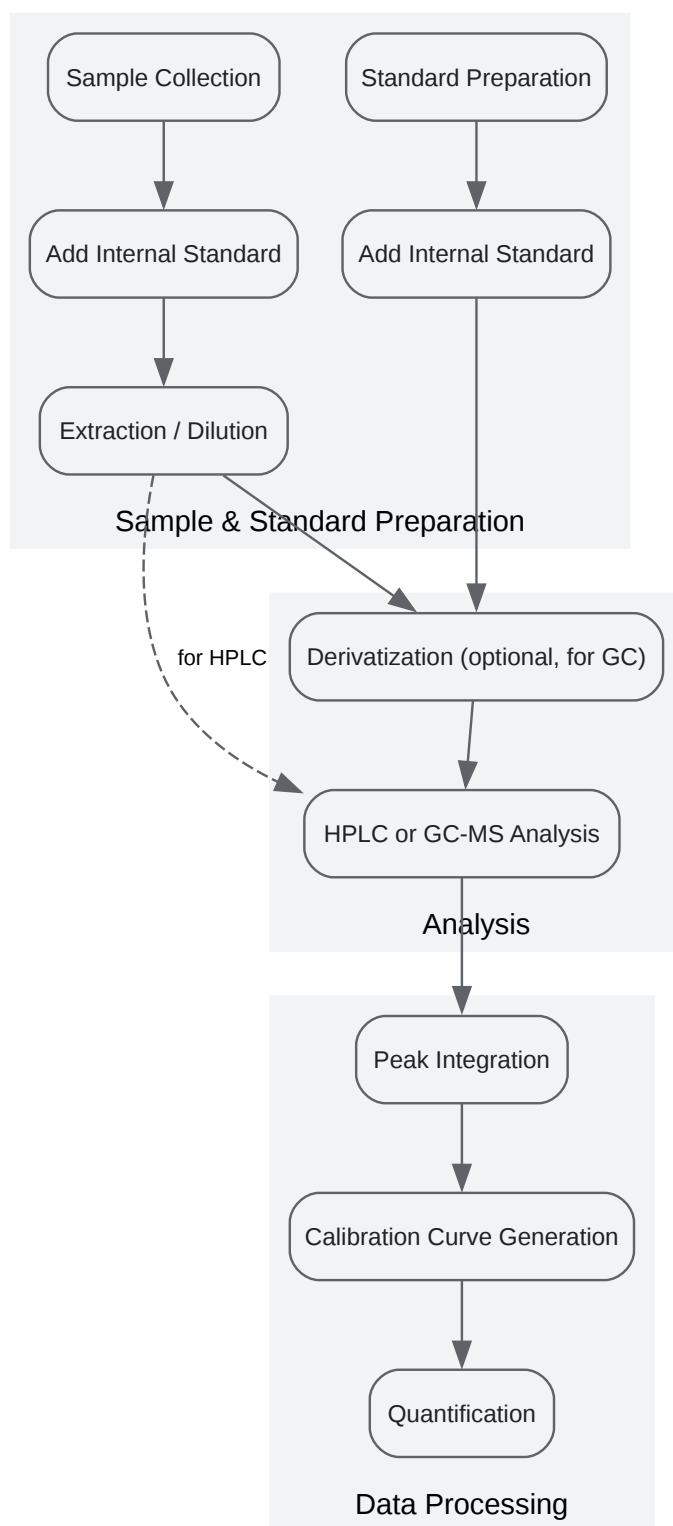 Sample Collection
Standard Preparation
Add Internal Standard
Add Internal Standard
Extraction / Dilution
Sample & Standard Preparation
for HPLC
Derivatization (optional, for GC)
HPLC or GC-MS Analysis
Analysis
Peak Integration
Calibration Curve Generation
Quantification
Data Processing